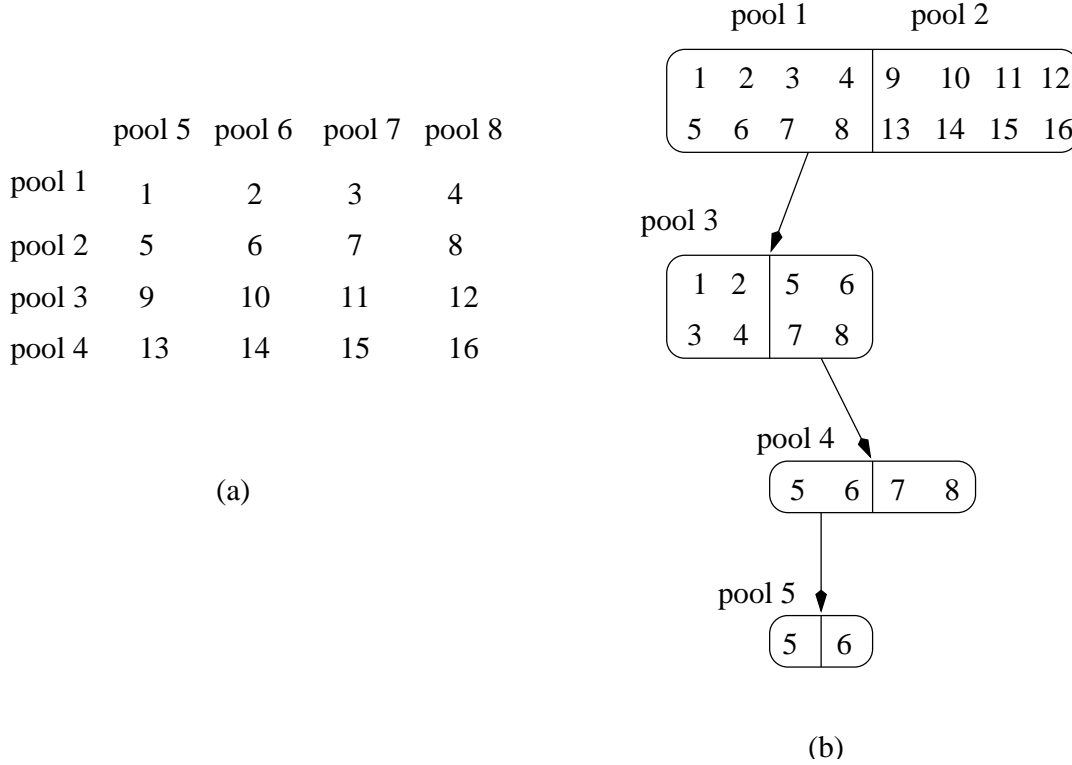 pool 5 pool 6 pool 7 pool 8
pool 1 1 2 3 4
pool 2 5 6 7 8
pool 3 9 10 11 12
pool 4 13 14 15 16
(a)
pool 1 pool 2
1 2 3 4 9 10 11 12
5 6 7 8 13 14 15 16
pool 3
1 2 5 6
3 4 7 8
pool 4
5 6 7 8
pool 5
5 6
(b)